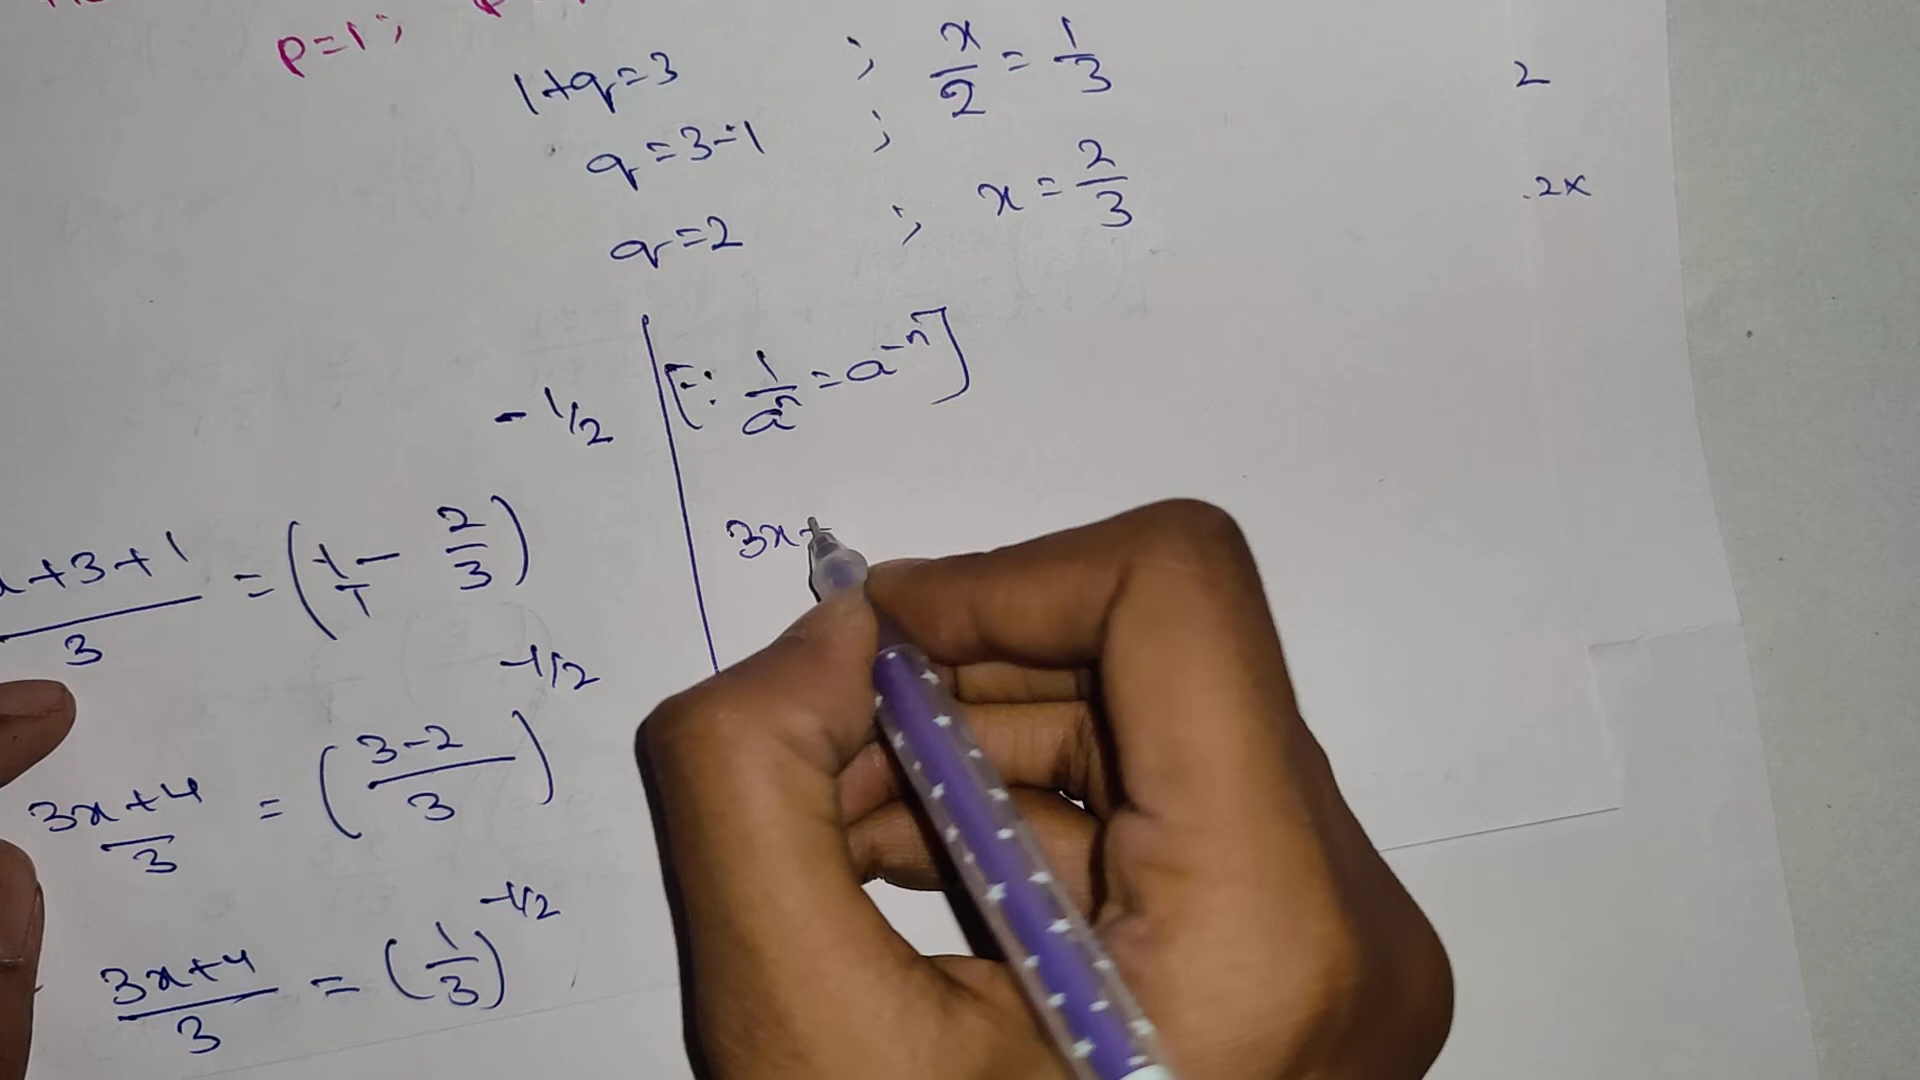 p=1;
1+q=3 ; x/2 = 1/3
q=3-1 ;
q=2 ; x = 2/3
2
2x
[∵ 1/aⁿ = a⁻ⁿ]
x+3+1/3 = (1/1 - 2/3)^-1/2
3x+4/3 = (3-2/3)^-1/2
3x+4/3 = (1/3)^-1/2
3x+